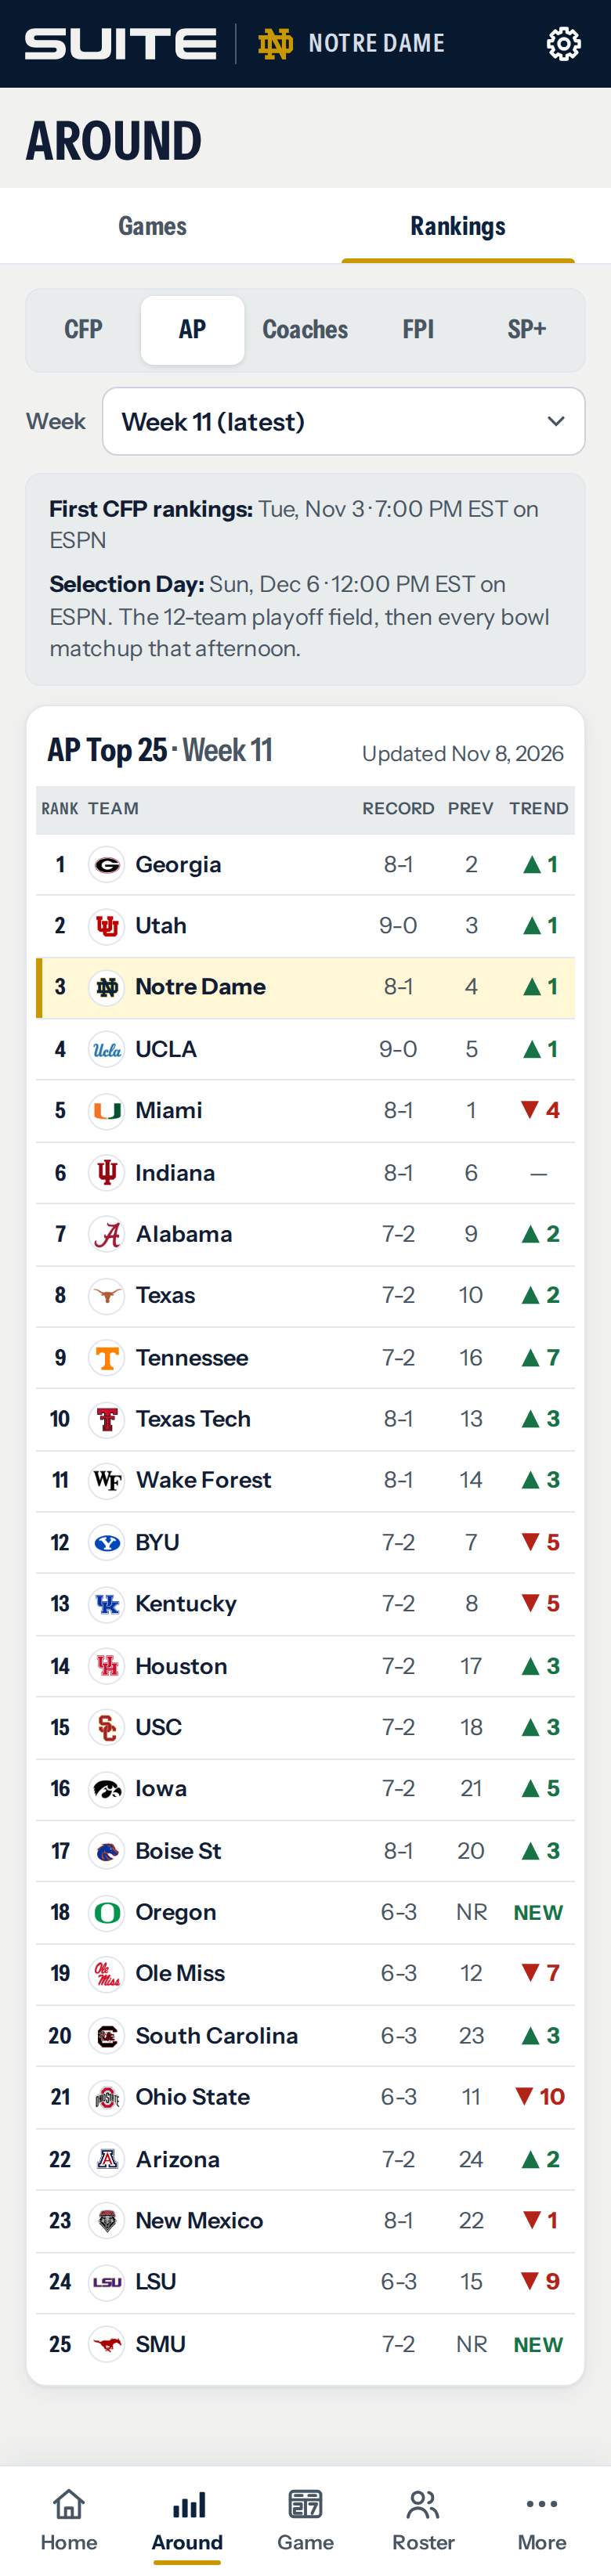 SUITE NOTRE DAME
AROUND
Games Rankings
CFP AP Coaches FPI SP+
Week Week 11 (latest)
First CFP rankings: Tue, Nov 3 · 7:00 PM EST on
ESPN
Selection Day: Sun, Dec 6 · 12:00 PM EST on
ESPN. The 12-team playoff field, then every bowl
matchup that afternoon.
AP Top 25 · Week 11 Updated Nov 8, 2026
RANK TEAM RECORD PREV TREND
1 Georgia 8-1 2 ▲ 1
2 Utah 9-0 3 ▲ 1
3 Notre Dame 8-1 4 ▲ 1
4 Ucla UCLA 9-0 5 ▲ 1
5 Miami 8-1 1 ▼ 4
6 Indiana 8-1 6 —
7 Alabama 7-2 9 ▲ 2
8 Texas 7-2 10 ▲ 2
9 Tennessee 7-2 16 ▲ 7
10 Texas Tech 8-1 13 ▲ 3
11 WF Wake Forest 8-1 14 ▲ 3
12 BYU 7-2 7 ▼ 5
13 UK Kentucky 7-2 8 ▼ 5
14 UH Houston 7-2 17 ▲ 3
15 SC USC 7-2 18 ▲ 3
16 Iowa 7-2 21 ▲ 5
17 Boise St 8-1 20 ▲ 3
18 Oregon 6-3 NR NEW
19 Ole Miss Ole Miss 6-3 12 ▼ 7
20 South Carolina 6-3 23 ▲ 3
21 Ohio State 6-3 11 ▼ 10
22 A Arizona 7-2 24 ▲ 2
23 New Mexico 8-1 22 ▼ 1
24 LSU LSU 6-3 15 ▼ 9
25 SMU 7-2 NR NEW
Home Around Game Roster More